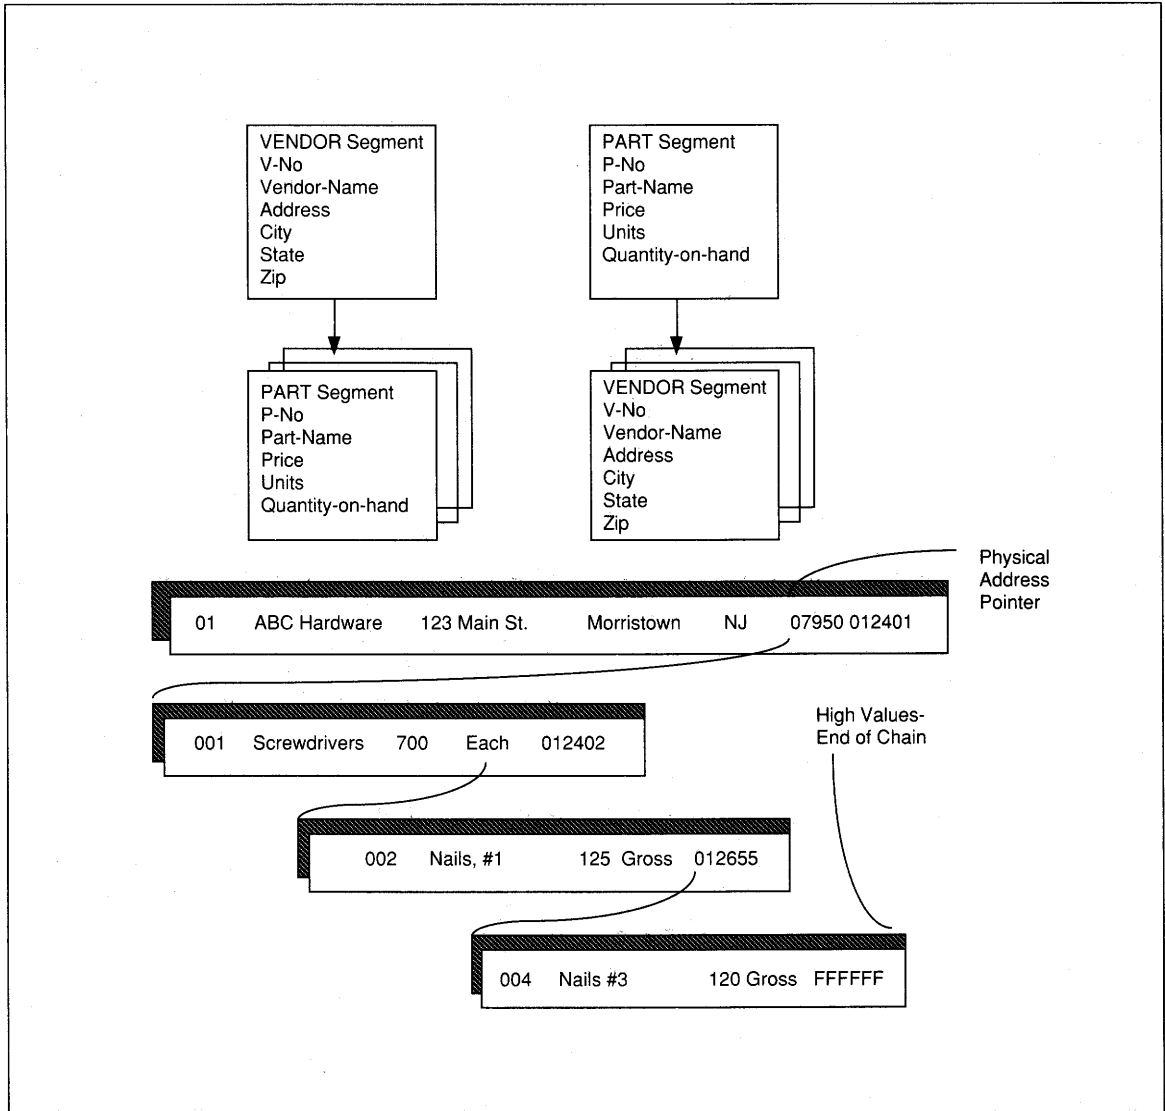 VENDOR Segment
V-No
Vendor-Name
Address
City
State
Zip
PART Segment
P-No
Part-Name
Price
Units
Quantity-on-hand
PART Segment
P-No
Part-Name
Price
Units
Quantity-on-hand
VENDOR Segment
V-No
Vendor-Name
Address
City
State
Zip
Physical
Address
Pointer
01 ABC Hardware 123 Main St. Morristown NJ 07950 012401
001 Screwdrivers 700 Each 012402
High Values-
End of Chain
002 Nails, #1 125 Gross 012655
004 Nails #3 120 Gross FFFFFF